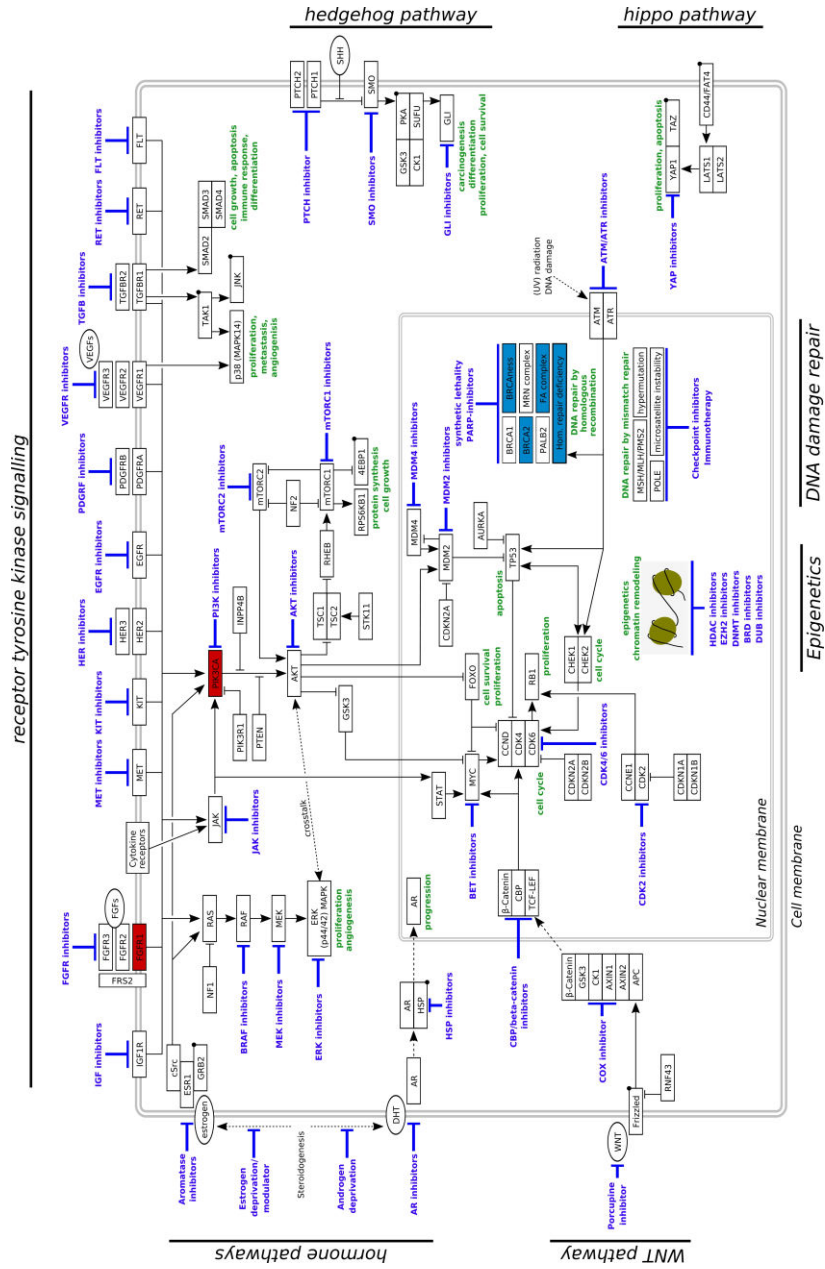 receptor tyrosine kinase signalling
IGF inhibitors
FGFR inhibitors
MET inhibitors
KIT inhibitors
HER inhibitors
EGFR inhibitors
PDGRF inhibitors
VEGFR inhibitors
TGFB inhibitors
RET inhibitors
FLT inhibitors
IGF1R
FRS2
FGFR3
FGFR2
FGFR1
FGFs
Cytokine
receptors
MET
KIT
HER3
HER2
EGFR
PDGFRB
PDGFRA
VEGFR3
VEGFR2
VEGFR1
VEGFs
TGFBR2
TGFBR1
RET
FLT
cSrc
ESR1
GRB2
estrogen
NF1
RAS
RAF
MEK
ERK
(p44/42) MAPK
proliferation
angiogenesis
BRAF inhibitors
MEK inhibitors
ERK inhibitors
JAK
JAK inhibitors
crosstalk
PIK3CA
PI3K inhibitors
PIK3R1
PTEN
INPP4B
AKT
AKT inhibitors
GSK3
TSC1
TSC2
STK11
RHEB
mTORC2 inhibitors
mTORC2
NF2
mTORC1
mTORC1 inhibitors
RPS6KB1
4EBP1
protein synthesis
cell growth
p38 (MAPK14)
proliferation,
metastasis,
angiogenisis
TAK1
JNK
SMAD2
SMAD3
SMAD4
cell growth, apoptosis
immune response,
differentiation
hedgehog pathway
PTCH2
PTCH1
PTCH inhibitor
SHH
SMO
SMO inhibitors
GSK3
PKA
CK1
SUFU
GLI
GLI inhibitors
carcinogenesis
differentiation
proliferation, cell survival
hippo pathway
CD44/FAT4
LATS1
LATS2
YAP1
TAZ
proliferation, apoptosis
YAP inhibitors
hormone pathways
Aromatase
inhibitors
Estrogen
deprivation/
modulator
Steroidogenesis
Androgen
deprivation
DHT
AR inhibitors
AR
AR
HSP
HSP inhibitors
AR
progression
WNT pathway
Porcupine
inhibitor
WNT
Frizzled
RNF43
β-Catenin
GSK3
CK1
AXIN1
AXIN2
APC
COX inhibitor
β-Catenin
CBP
TCF-LEF
CBP/beta-catenin
inhibitors
STAT
MYC
BET inhibitors
FOXO
cell survival
proliferation
CCND
CDK4
CDK6
cell cycle
CDKN2A
CDKN2B
CDK4/6 inhibitors
RB1
proliferation
CCNE1
CDK2
CDK2 inhibitors
CDKN1A
CDKN1B
CHEK1
CHEK2
cell cycle
MDM4 inhibitors
MDM4
MDM2 inhibitors
MDM2
CDKN2A
AURKA
TP53
apoptosis
synthetic lethality
PARP-inhibitors
BRCA1
BRCAness
BRCA2
MRN complex
PALB2
FA complex
Hom. repair deficiency
DNA repair by
homologous
recombination
(UV) radiation
DNA damage
ATM
ATR
ATM/ATR inhibitors
DNA repair by mismatch repair
MSH/MLH/PMS2
hypermutation
POLE
microsatellite instability
Checkpoint inhibitors
Immunotherapy
epigenetics
chromatin remodeling
HDAC inhibitors
EZH2 inhibitors
DNMT inhibitors
BRD inhibitors
DUB inhibitors
Nuclear membrane
Cell membrane
Epigenetics
DNA damage repair